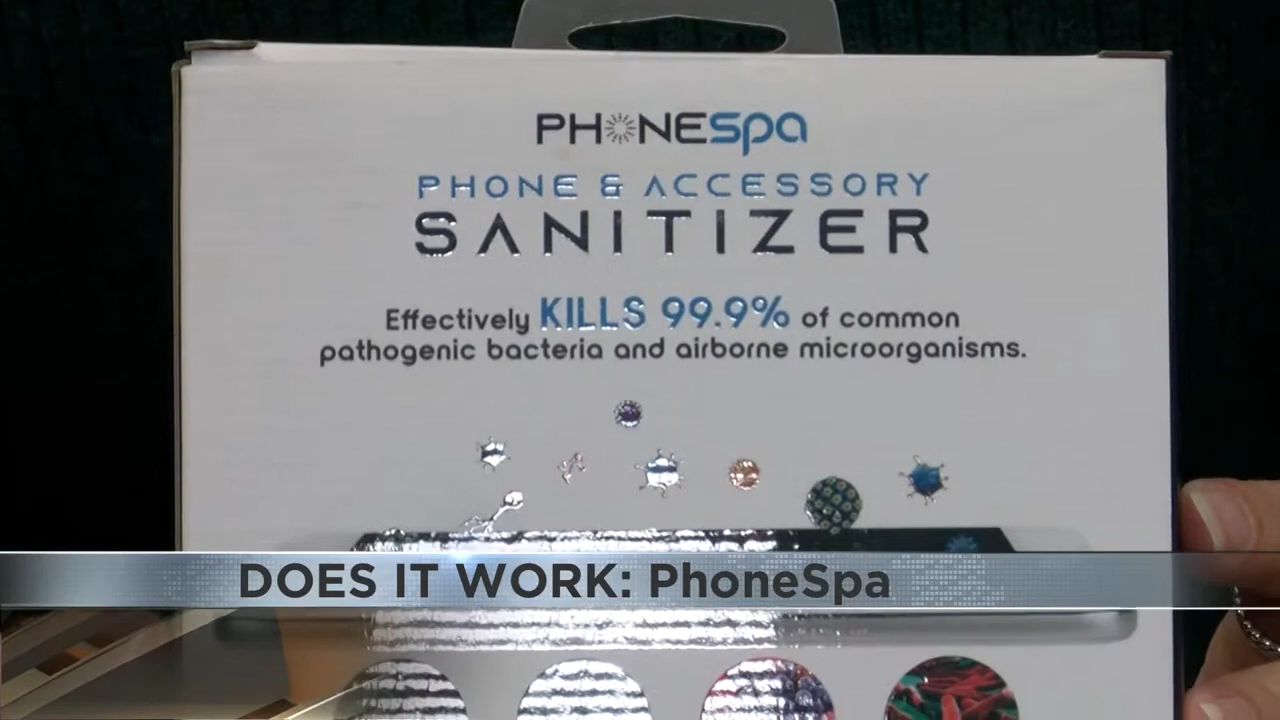 PHONESpa
PHONE & ACCESSORY
SANITIZER
Effectively KILLS 99.9% of common
pathogenic bacteria and airborne microorganisms.
DOES IT WORK: PhoneSpa